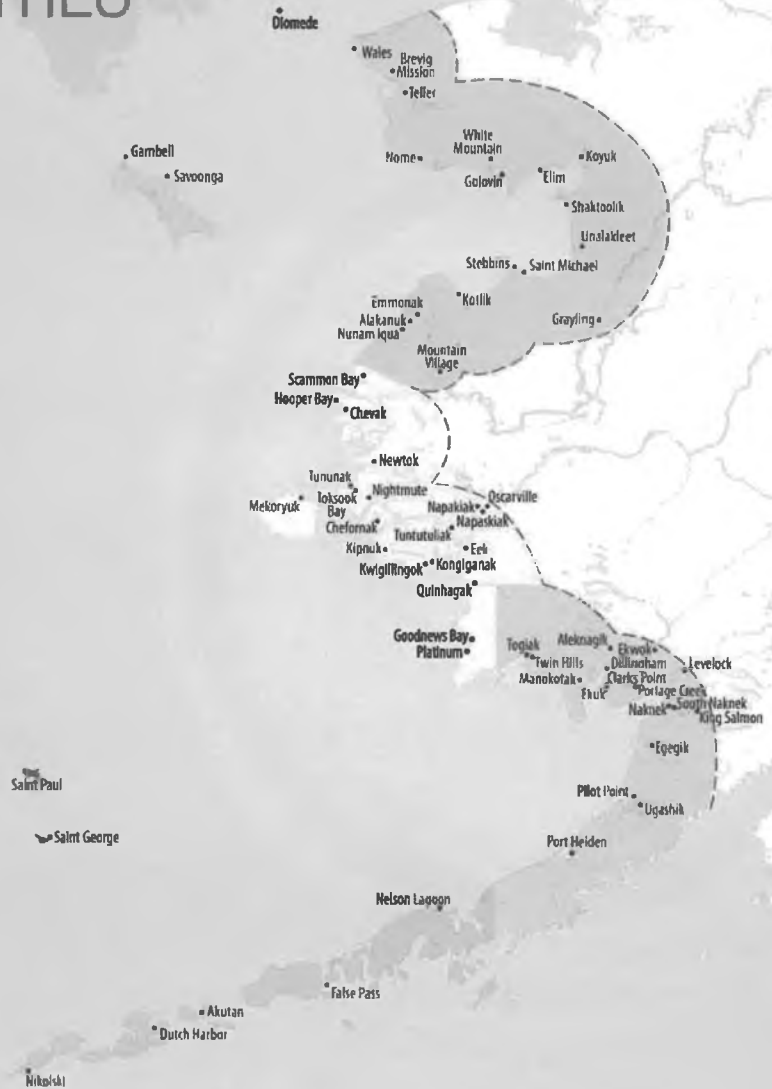 Diomede
Wales
Brevig
Mission
Teller
Gambell
Savoonga
Nome
White
Mountain
Golovin
Elim
Koyuk
Shaktoolik
Unalakleet
Stebbins
Saint Michael
Kotlik
Emmonak
Alakanuk
Nunam Iqua
Grayling
Mountain
Village
Scammon Bay
Hooper Bay
Chevak
Newtok
Tununak
Toksook
Bay
Nightmute
Mekoryuk
Chefornak
Kipnuk
Oscarville
Napakiak
Napaskiak
Tuntutuliak
Eek
Kwigillingok
Kongiganak
Quinhagak
Goodnews Bay
Platinum
Togiak
Twin Hills
Aleknagik
Ekwok
Dillingham
Levelock
Manokotak
Clarks Point
Ekuk
Portage Creek
Naknek
South Naknek
King Salmon
Egegik
Pilot Point
Ugashik
Saint Paul
Saint George
Port Heiden
Nelson Lagoon
False Pass
Akutan
Dutch Harbor
Nikolski